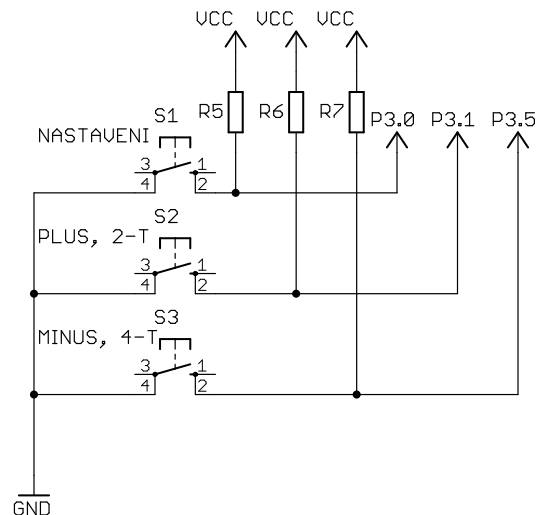 VCC VCC VCC
R5 R6 R7
P3.0 P3.1 P3.5
S1
NASTAVENI
3 1
4 2
S2
PLUS, 2-T
3 1
4 2
S3
MINUS, 4-T
3 1
4 2
GND